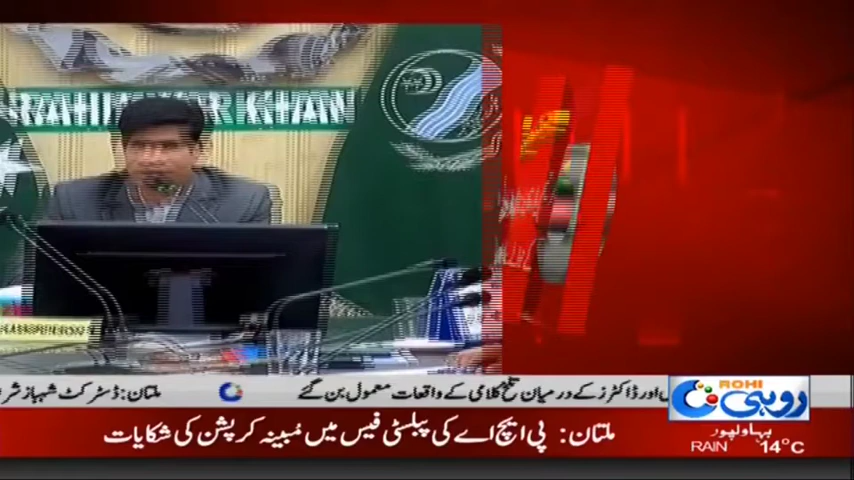 RAHIM YAR KHAN
ملتان: ڈسٹرکٹ شہباز شر
اور ڈاکٹرز کے درمیان تلخ کلامی کے واقعات معمول بن گئے
ROHI
روہی
ملتان: پی ایچ اے کی پبلسٹی فیس میں مُبینہ کرپشن کی شکایات
بہاولپور
RAIN 14°C